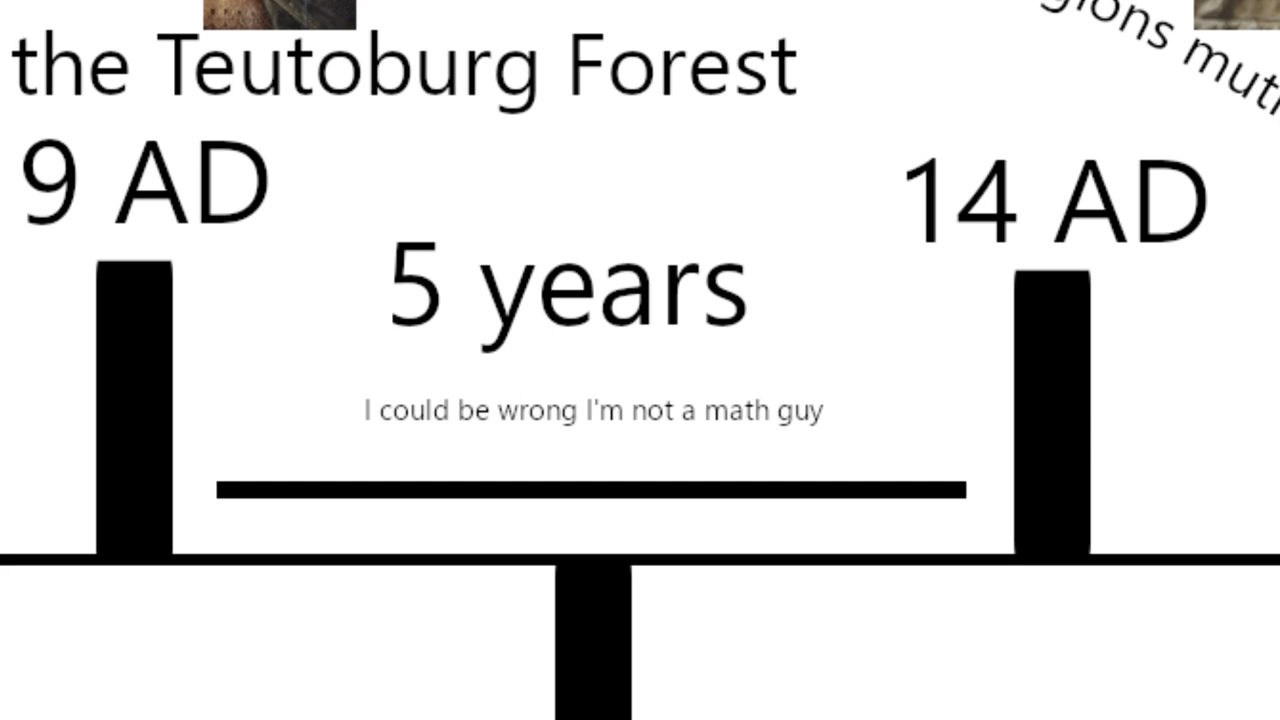 the Teutoburg Forest
9 AD
14 AD
5 years
I could be wrong I'm not a math guy